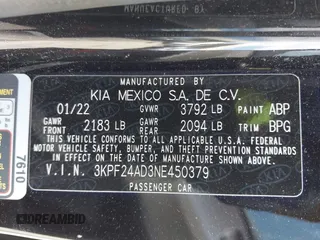 MANUFACTURED BY
KIA MEXICO S.A. DE C.V.
01/22 GVWR 3792 LB PAINT ABP
GAWR FRONT 2183 LB GAWR REAR 2094 LB TRIM BPG
THIS VEHICLE CONFORMS TO ALL APPLICABLE U.S. FEDERAL
MOTOR VEHICLE SAFETY, BUMPER, AND THEFT PREVENTION
STANDARDS IN EFFECT ON THE DATE OF MANUFACTURE
SHOWN ABOVE.
V.I.N. 3KPF24AD3NE450379
PASSENGER CAR
7610
DREAMBID